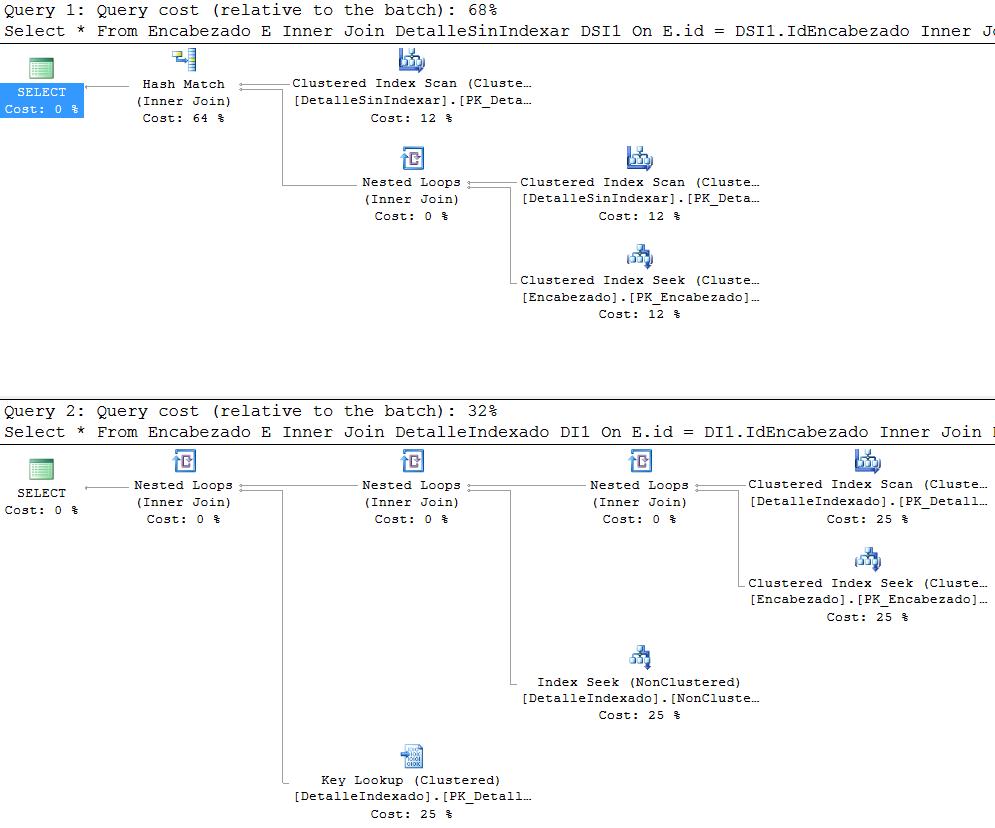 Query 1: Query cost (relative to the batch): 68%
Select * From Encabezado E Inner Join DetalleSinIndexar DSI1 On E.id = DSI1.IdEncabezado Inner Jo
SELECT
Cost: 0 %
Hash Match
(Inner Join)
Cost: 64 %
Clustered Index Scan (Cluste…
[DetalleSinIndexar].[PK_Deta…
Cost: 12 %
Nested Loops
(Inner Join)
Cost: 0 %
Clustered Index Scan (Cluste…
[DetalleSinIndexar].[PK_Deta…
Cost: 12 %
Clustered Index Seek (Cluste…
[Encabezado].[PK_Encabezado]…
Cost: 12 %
Query 2: Query cost (relative to the batch): 32%
Select * From Encabezado E Inner Join DetalleIndexado DI1 On E.id = DI1.IdEncabezado Inner Join
SELECT
Cost: 0 %
Nested Loops
(Inner Join)
Cost: 0 %
Nested Loops
(Inner Join)
Cost: 0 %
Nested Loops
(Inner Join)
Cost: 0 %
Clustered Index Scan (Cluste…
[DetalleIndexado].[PK_Detall…
Cost: 25 %
Clustered Index Seek (Cluste…
[Encabezado].[PK_Encabezado]…
Cost: 25 %
Index Seek (NonClustered)
[DetalleIndexado].[NonCluste…
Cost: 25 %
Key Lookup (Clustered)
[DetalleIndexado].[PK_Detall…
Cost: 25 %